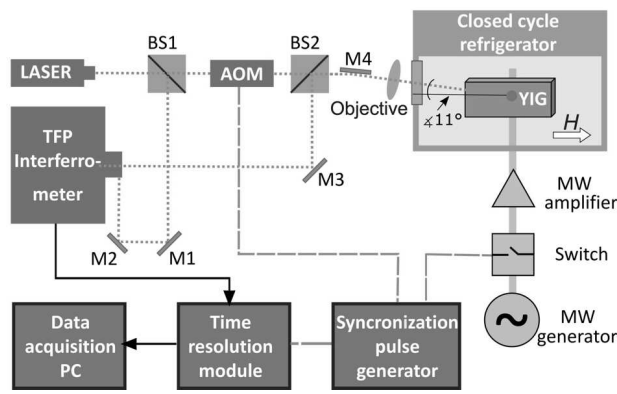 Closed cycle
refrigerator
BS1
BS2
M4
LASER
AOM
Objective
∡11°
YIG
H
TFP
Interferro-
meter
M3
MW
amplifier
M2
M1
Switch
Data
acquisition
PC
Time
resolution
module
Syncronization
pulse
generator
MW
generator